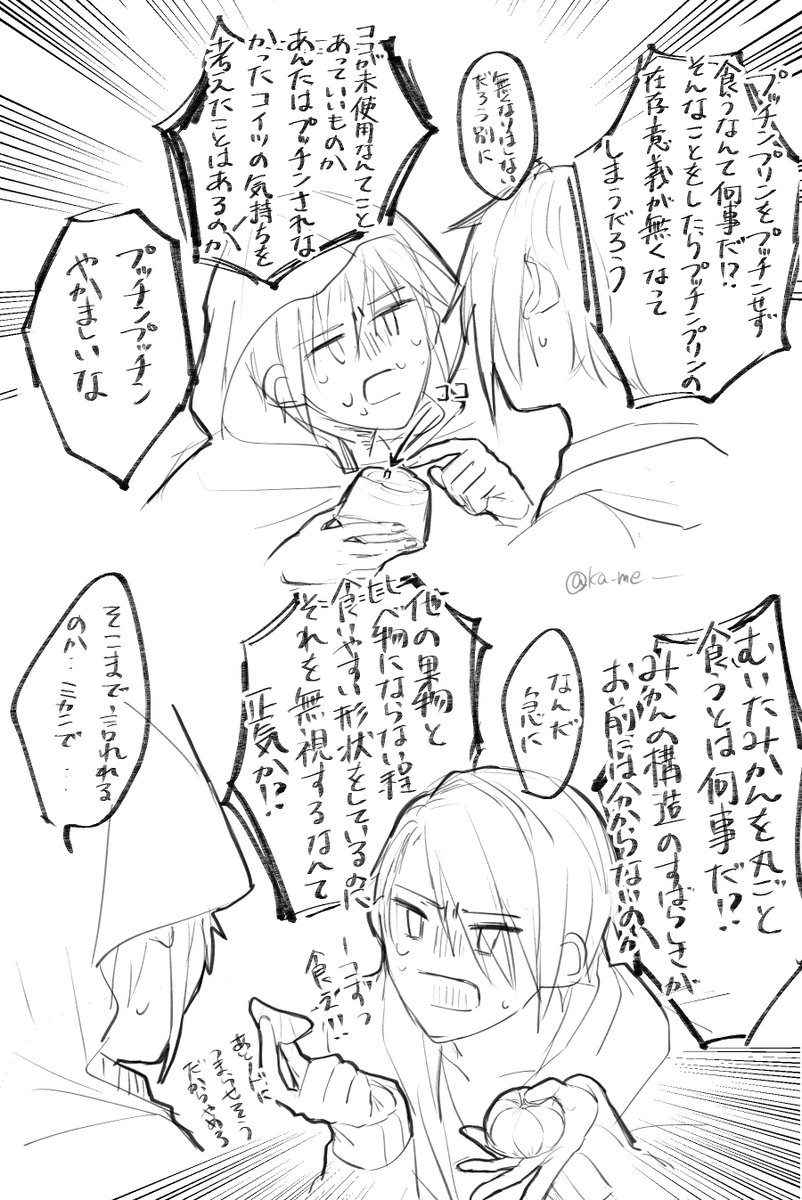 プッチンプリンをプッチンせず
食うなんて何事だ!?
そんなことをしたらプッチンプリンの
存在意義が無くなって
しまうだろう
無くなりはしない
だろう別に
ココが未使用なんてこと
あっていいものか
あんたはプッチンされな
かったコイツの気持ちを
考えたことはあるのか
プッチンプッチン
やかましいな
ココ
@ka-me_
むいたみかんを丸ごと
食うとは何事だ!?
みかんの構造のすばらしさが
お前には分からないのか
なんだ
急に
他の果物と
比べ物にならない程
食いやすい形状をしているのに
それを無視するなんて
正気か!?
そこまで言われる
のか…ミカンで…
一コずつ
食え!!
あとノドに
つまらせそう
だからやめろ